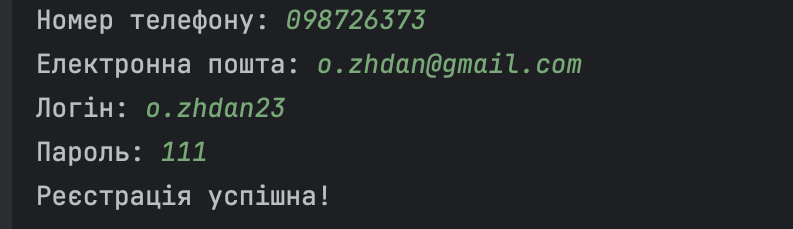 Номер телефону: 098726373
Електронна пошта: o.zhdan@gmail.com
Логін: o.zhdan23
Пароль: 111
Реєстрація успішна!